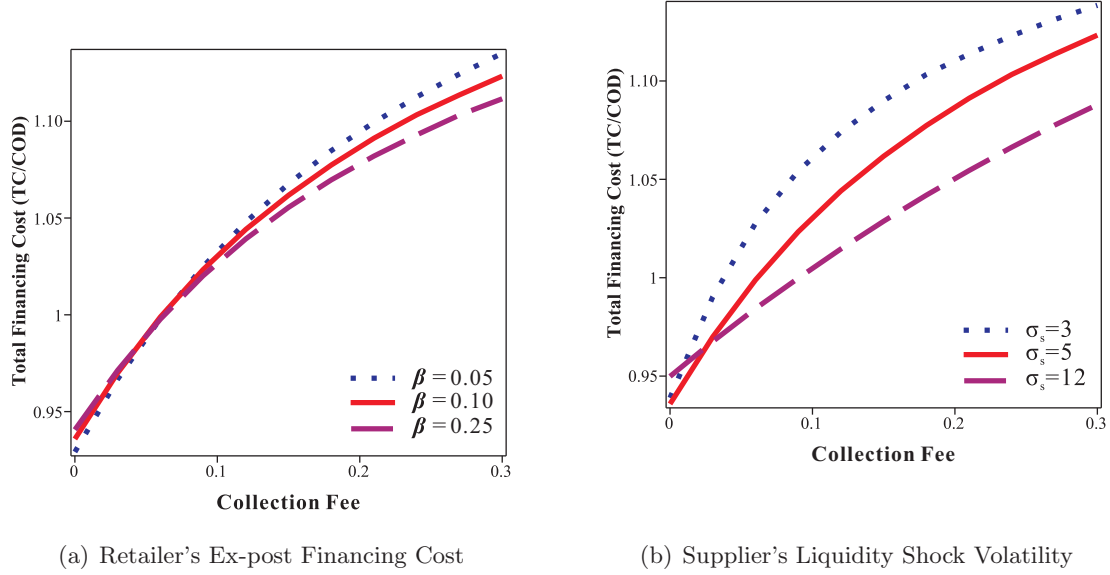 Total Financing Cost (TC/COD)
1.10
1.05
1
0.95
β = 0.05
β = 0.10
β = 0.25
0
0.1
0.2
0.3
Collection Fee
(a) Retailer's Ex-post Financing Cost
Total Financing Cost (TC/COD)
1.10
1.05
1
0.95
σₛ=3
σₛ=5
σₛ=12
0
0.1
0.2
0.3
Collection Fee
(b) Supplier's Liquidity Shock Volatility